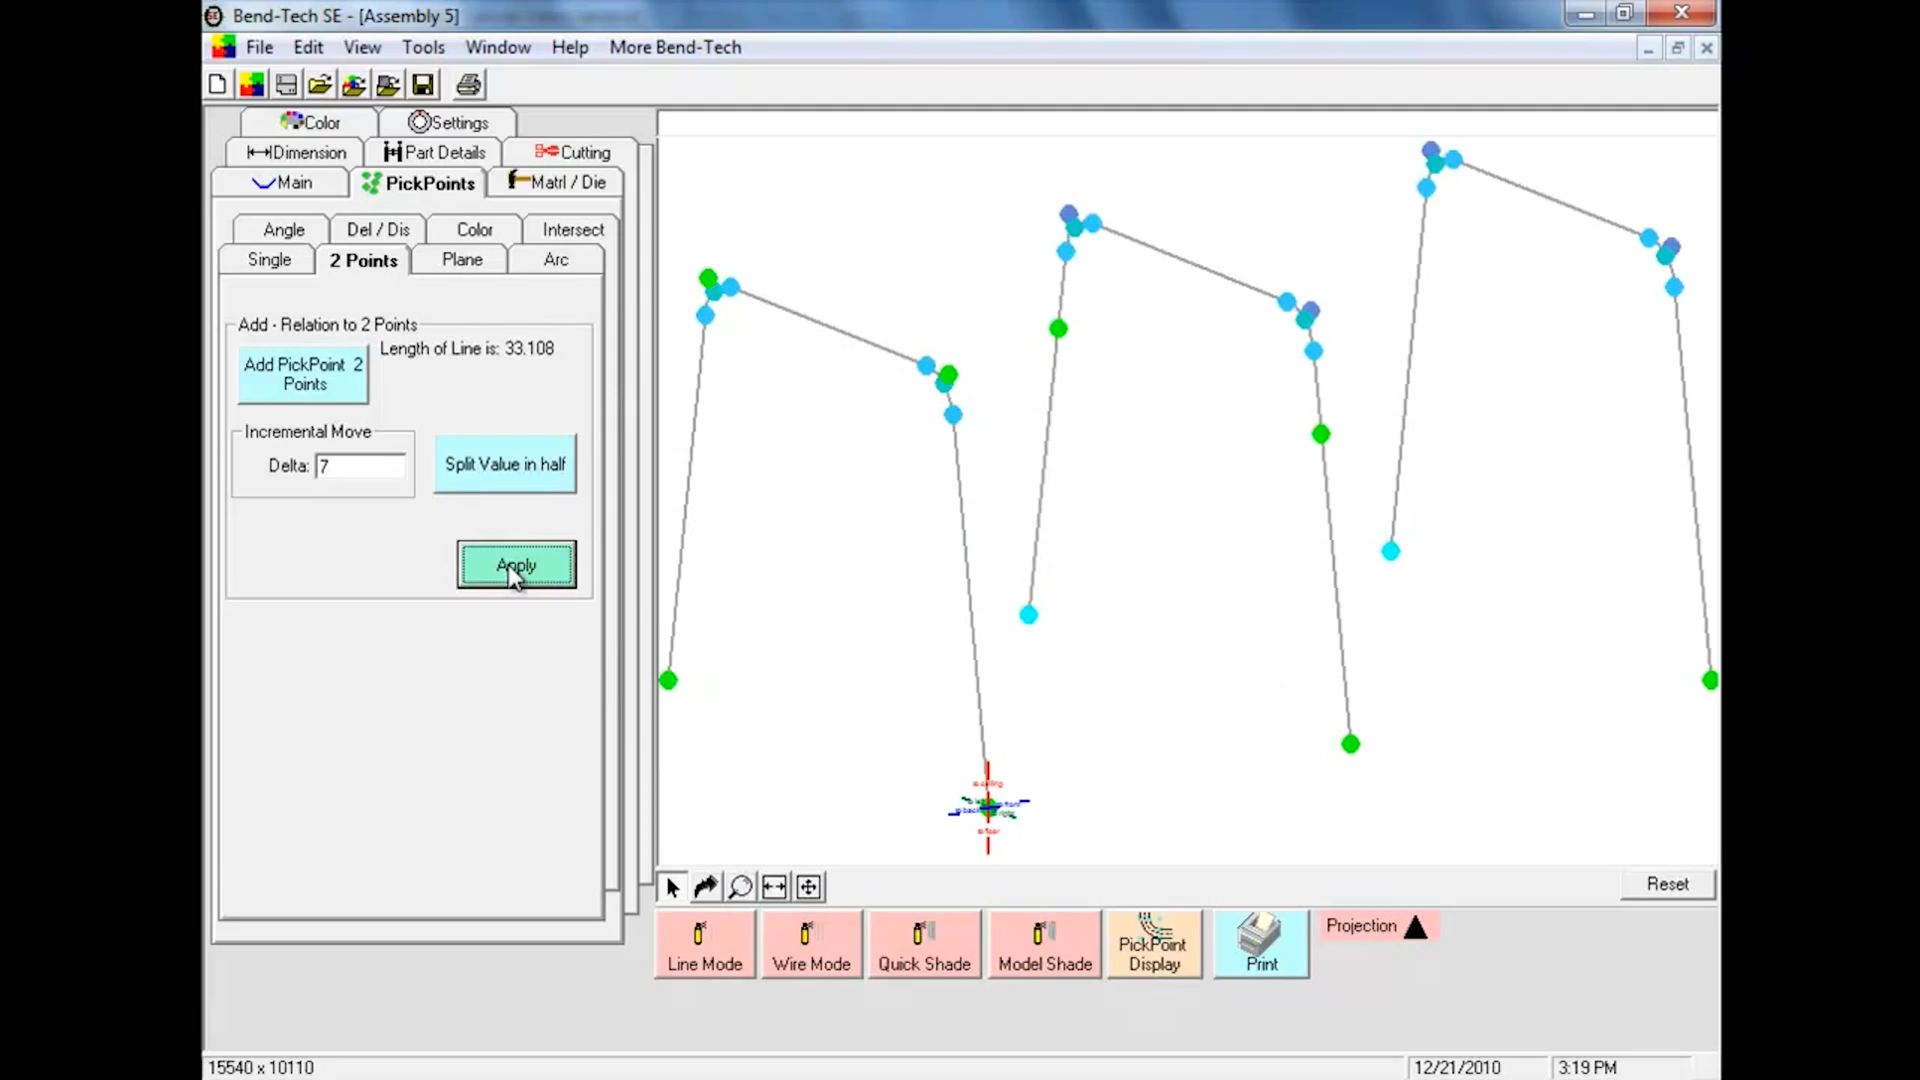 Bend-Tech SE - [Assembly 5]
File Edit View Tools Window Help More Bend-Tech
Color Settings
Dimension Part Details Cutting
Main PickPoints Matrl / Die
Angle Del / Dis Color Intersect
Single 2 Points Plane Arc
Add - Relation to 2 Points
Add PickPoint 2
Points
Length of Line is: 33.108
Incremental Move
Delta: 7
Split Value in half
Apply
to ceiling
to floor
Reset
Line Mode
Wire Mode
Quick Shade
Model Shade
PickPoint
Display
Print
Projection
15540 x 10110
12/21/2010
3:19 PM